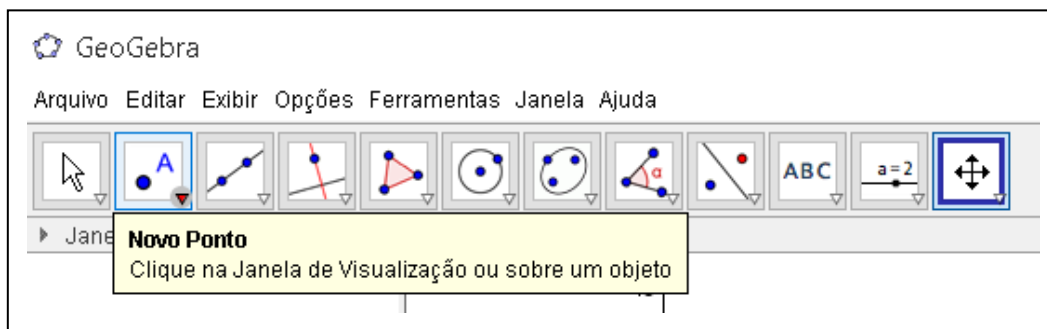 GeoGebra
Arquivo Editar Exibir Opções Ferramentas Janela Ajuda
A α ABC a=2
Jane
Novo Ponto
Clique na Janela de Visualização ou sobre um objeto